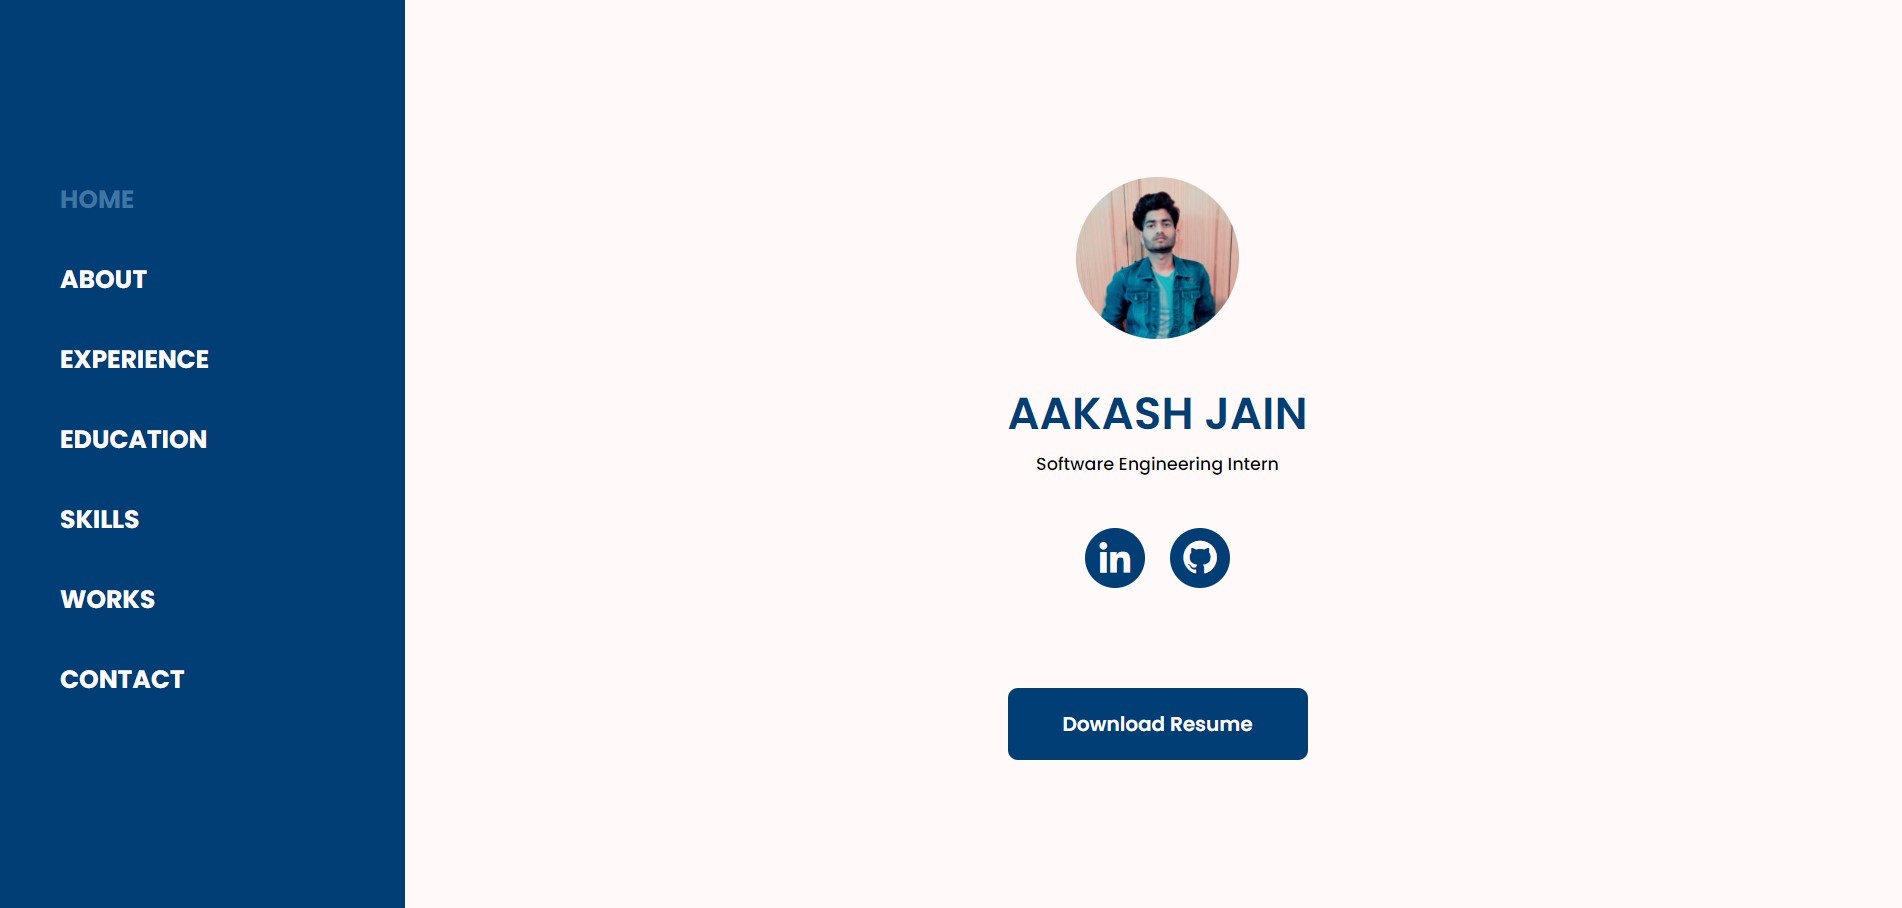 HOME
ABOUT
EXPERIENCE
EDUCATION
SKILLS
WORKS
CONTACT
AAKASH JAIN
Software Engineering Intern
in
Download Resume